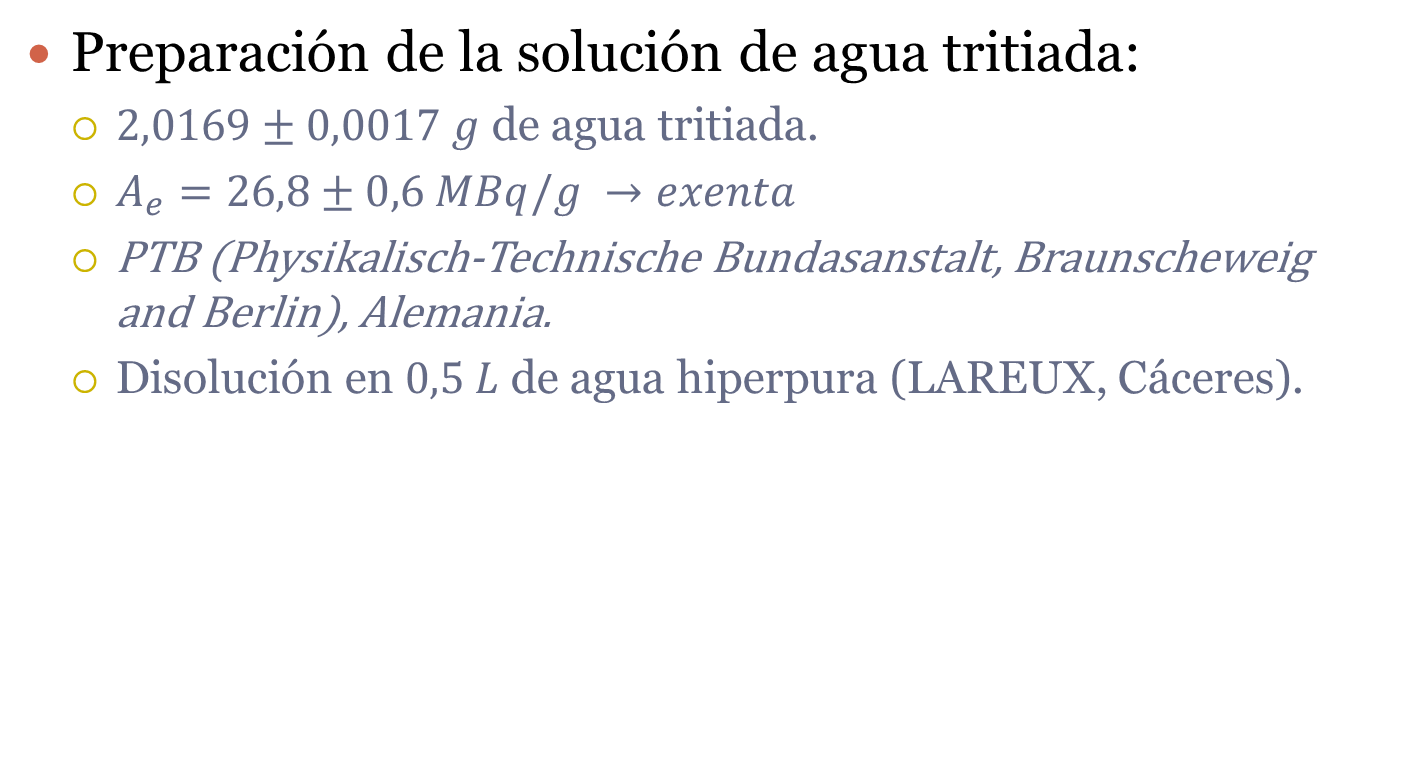 Preparación de la solución de agua tritiada:
2,0169 ± 0,0017 g de agua tritiada.
Aₑ = 26,8 ± 0,6 MBq/g → exenta
PTB (Physikalisch-Technische Bundasanstalt, Braunscheweig
and Berlin), Alemania.
Disolución en 0,5 L de agua hiperpura (LAREUX, Cáceres).